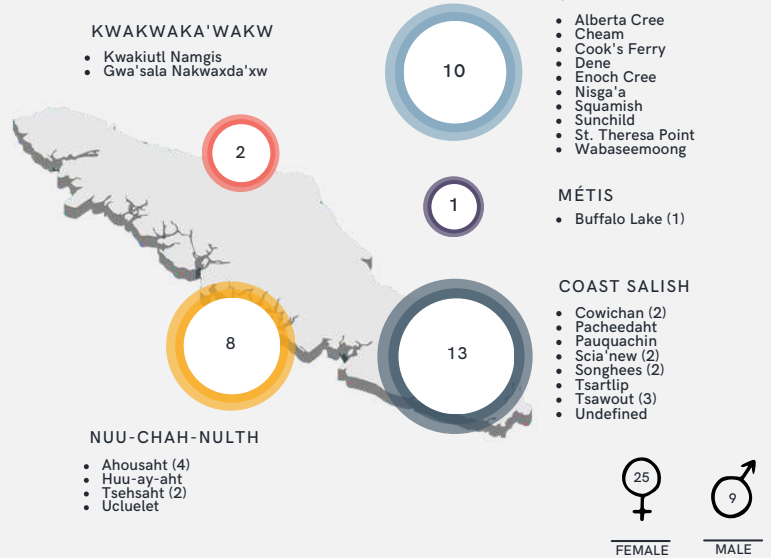 KWAKWAKA'WAKW
• Kwakiutl Namgis
• Gwa'sala Nakwaxda'xw
2
10
• Alberta Cree
• Cheam
• Cook's Ferry
• Dene
• Enoch Cree
• Nisga'a
• Squamish
• Sunchild
• St. Theresa Point
• Wabaseemoong
1
MÉTIS
• Buffalo Lake (1)
8
13
COAST SALISH
• Cowichan (2)
• Pacheedaht
• Pauquachin
• Scia'new (2)
• Songhees (2)
• Tsartlip
• Tsawout (3)
• Undefined
NUU-CHAH-NULTH
• Ahousaht (4)
• Huu-ay-aht
• Tsehsaht (2)
• Ucluelet
25
FEMALE
9
MALE